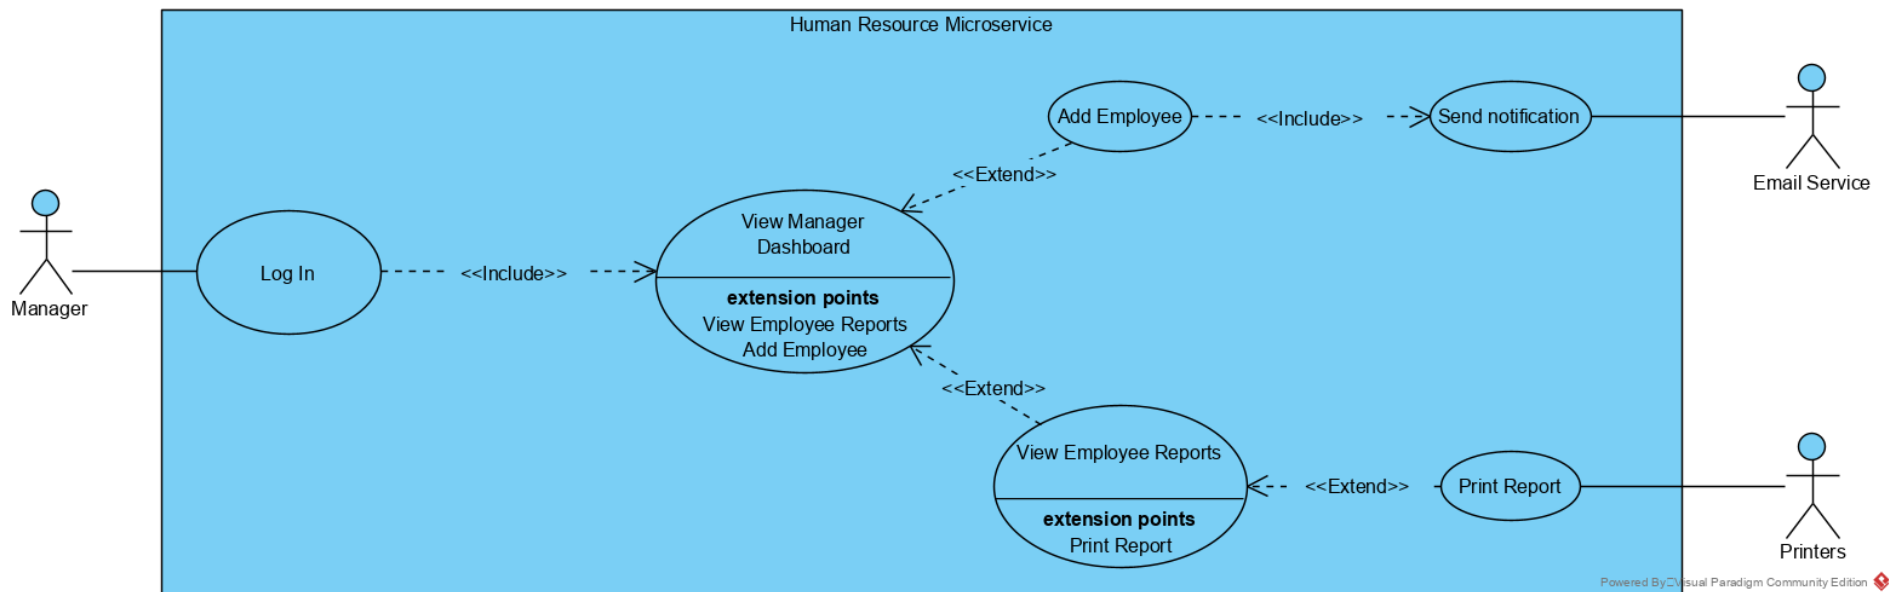 Human Resource Microservice
Add Employee
<<Include>>
Send notification
Email Service
<<Extend>>
View Manager
Dashboard
extension points
View Employee Reports
Add Employee
Manager
Log In
<<Include>>
<<Extend>>
View Employee Reports
extension points
Print Report
<<Extend>>
Print Report
Printers
Powered By Visual Paradigm Community Edition